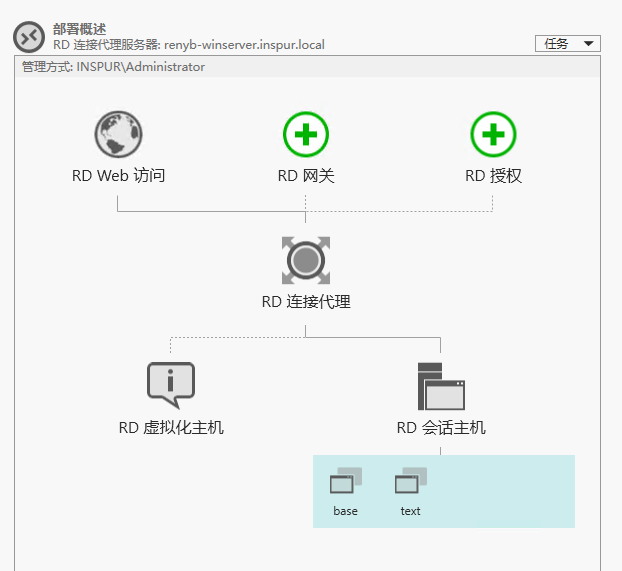 部署概述
RD 连接代理服务器: renyb-winserver.inspur.local
任务
管理方式: INSPUR\Administrator
RD Web 访问
RD 网关
RD 授权
RD 连接代理
RD 虚拟化主机
RD 会话主机
base
text